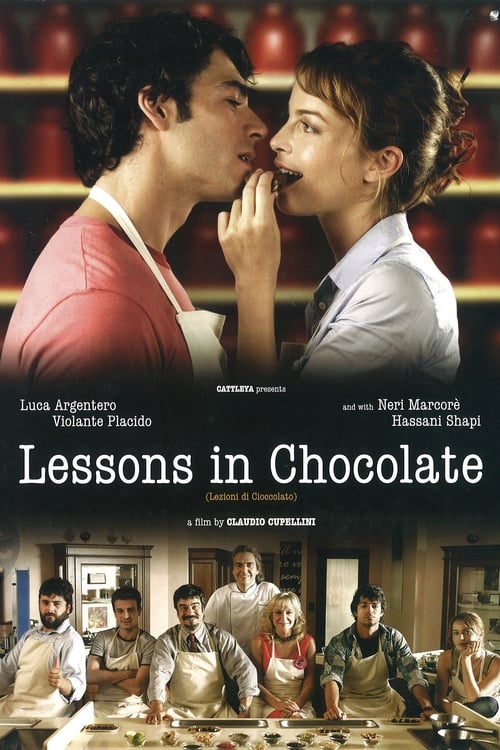 CATTLEYA presents
Luca Argentero
Violante Placido
and with Neri Marcorè
Hassani Shapi
Lessons in Chocolate
(Lezioni di Cioccolato)
a film by CLAUDIO CUPELLINI